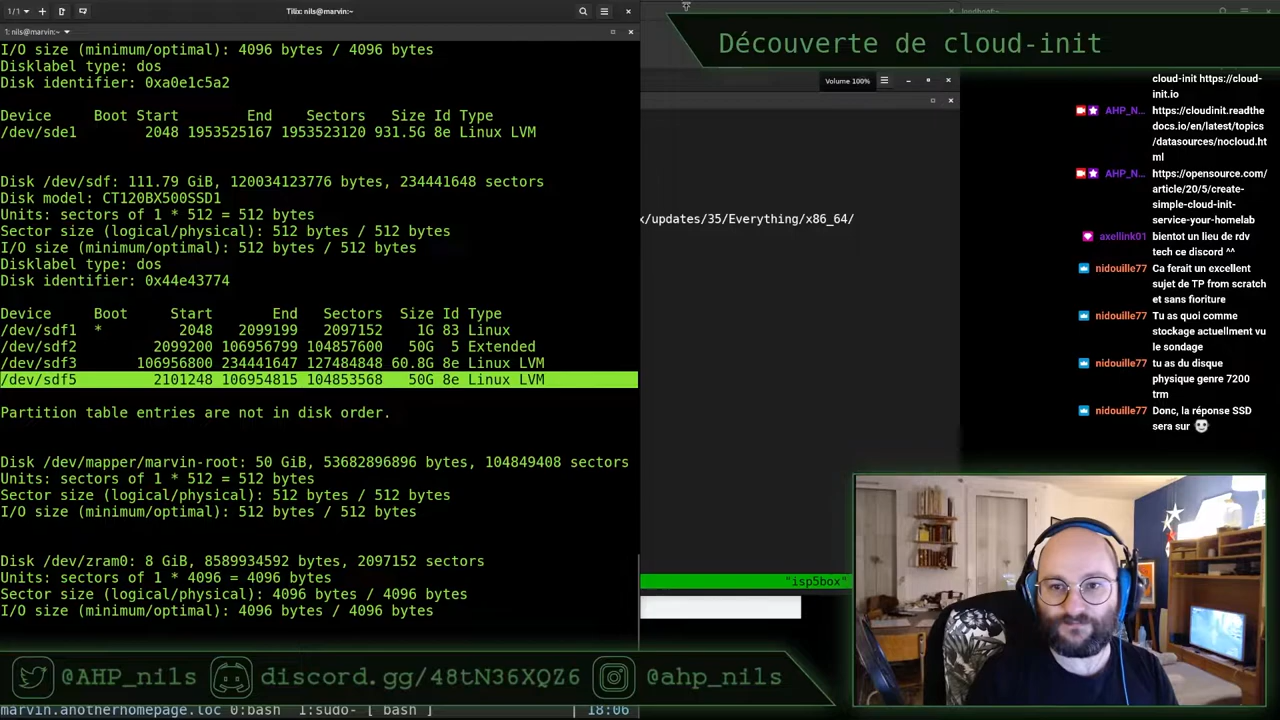 1/1
Tilix: nils@marvin:~
1: nils@marvin:~
I/O size (minimum/optimal): 4096 bytes / 4096 bytes
Disklabel type: dos
Disk identifier: 0xa0e1c5a2
Device     Boot Start        End    Sectors   Size Id Type
/dev/sde1        2048 1953525167 1953523120 931.5G 8e Linux LVM
Disk /dev/sdf: 111.79 GiB, 120034123776 bytes, 234441648 sectors
Disk model: CT120BX500SSD1
Units: sectors of 1 * 512 = 512 bytes
Sector size (logical/physical): 512 bytes / 512 bytes
I/O size (minimum/optimal): 512 bytes / 512 bytes
Disklabel type: dos
Disk identifier: 0x44e43774
Device     Boot     Start       End   Sectors  Size Id Type
/dev/sdf1  *         2048   2099199   2097152    1G 83 Linux
/dev/sdf2         2099200 106956799 104857600   50G  5 Extended
/dev/sdf3       106956800 234441647 127484848 60.8G 8e Linux LVM
/dev/sdf5         2101248 106954815 104853568   50G 8e Linux LVM
Partition table entries are not in disk order.
Disk /dev/mapper/marvin-root: 50 GiB, 53682896896 bytes, 104849408 sectors
Units: sectors of 1 * 512 = 512 bytes
Sector size (logical/physical): 512 bytes / 512 bytes
I/O size (minimum/optimal): 512 bytes / 512 bytes
Disk /dev/zram0: 8 GiB, 8589934592 bytes, 2097152 sectors
Units: sectors of 1 * 4096 = 4096 bytes
Sector size (logical/physical): 4096 bytes / 4096 bytes
I/O size (minimum/optimal): 4096 bytes / 4096 bytes
Découverte de cloud-init
Volume 100%
x/updates/35/Everything/x86_64/
"isp5box"
cloud-init https://cloud-
init.io
AHP_N... https://cloudinit.readthe
docs.io/en/latest/topics
/datasources/nocloud.ht
ml
AHP_N... https://opensource.com/
article/20/5/create-
simple-cloud-init-
service-your-homelab
axellink01 bientot un lieu de rdv
tech ce discord ^^
nidouille77 Ca ferait un excellent
sujet de TP from scratch
et sans fioriture
nidouille77 Tu as quoi comme
stockage actuellment vu
le sondage
nidouille77 tu as du disque
physique genre 7200
trm
nidouille77 Donc, la réponse SSD
sera sur
@AHP_nils discord.gg/48tN36XQZ6 @ahp_nils
marvin.anotherhomepage.loc 0:bash  1:sudo- [ bash ] | 18:06